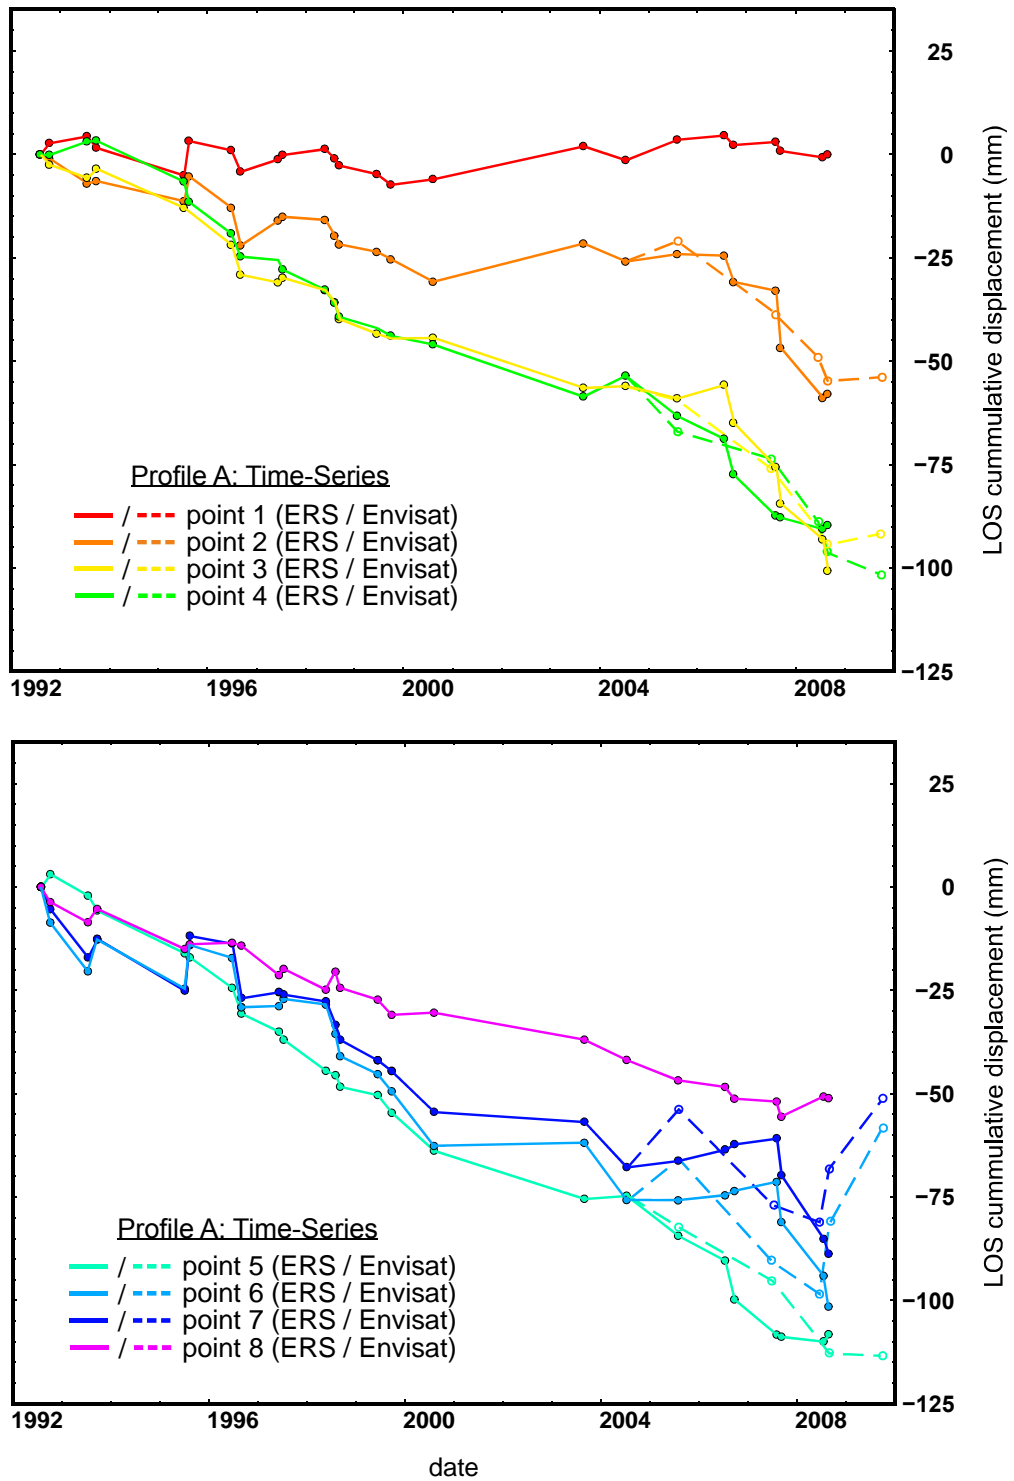 25
0
−25
−50
−75
−100
−125
LOS cummulative displacement (mm)
Profile A: Time-Series
/ point 1 (ERS / Envisat)
/ point 2 (ERS / Envisat)
/ point 3 (ERS / Envisat)
/ point 4 (ERS / Envisat)
1992 1996 2000 2004 2008
25
0
−25
−50
−75
−100
−125
LOS cummulative displacement (mm)
Profile A: Time-Series
/ point 5 (ERS / Envisat)
/ point 6 (ERS / Envisat)
/ point 7 (ERS / Envisat)
/ point 8 (ERS / Envisat)
1992 1996 2000 2004 2008
date